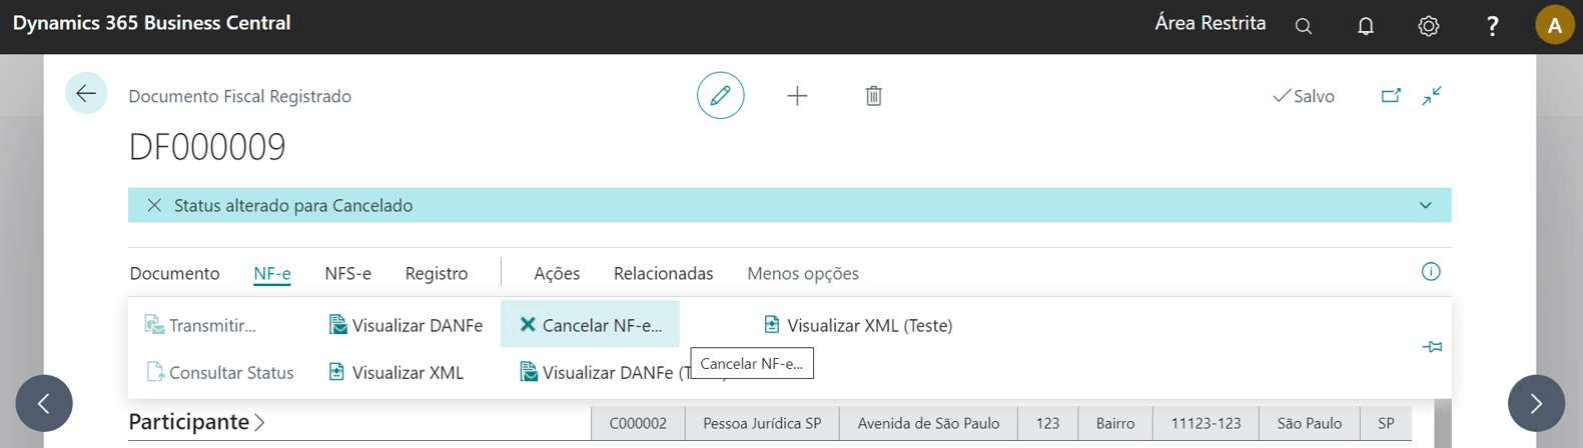 Dynamics 365 Business Central
Área Restrita
?
A
Documento Fiscal Registrado
Salvo
DF000009
Status alterado para Cancelado
Documento NF-e NFS-e Registro Ações Relacionadas Menos opções
Transmitir... Visualizar DANFe Cancelar NF-e... Visualizar XML (Teste)
Cancelar NF-e...
Consultar Status Visualizar XML Visualizar DANFe
Participante C000002 Pessoa Jurídica SP Avenida de São Paulo 123 Bairro 11123-123 São Paulo SP